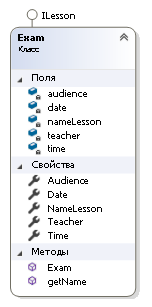 ILesson
Exam
Класс
Поля
audience
date
nameLesson
teacher
time
Свойства
Audience
Date
NameLesson
Teacher
Time
Методы
Exam
getName